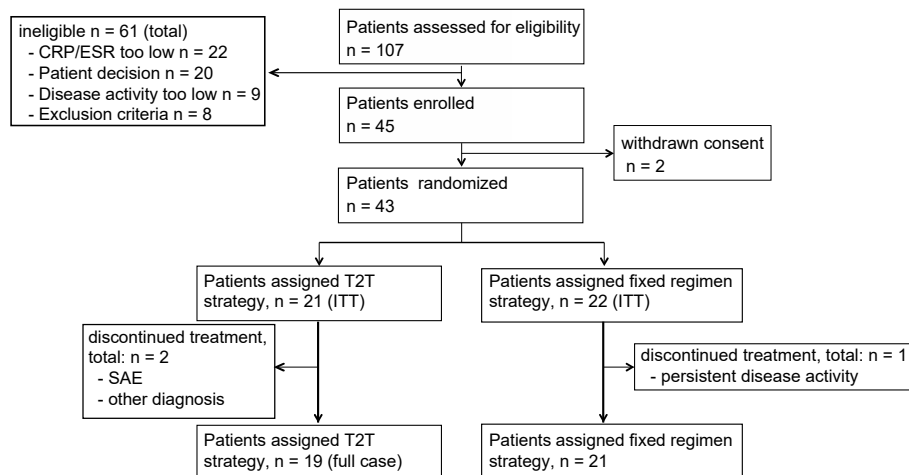 ineligible n = 61 (total)
- CRP/ESR too low n = 22
- Patient decision n = 20
- Disease activity too low n = 9
- Exclusion criteria n = 8
Patients assessed for eligibility
n = 107
Patients enrolled
n = 45
withdrawn consent
n = 2
Patients randomized
n = 43
Patients assigned T2T
strategy, n = 21 (ITT)
Patients assigned fixed regimen
strategy, n = 22 (ITT)
discontinued treatment,
total: n = 2
- SAE
- other diagnosis
discontinued treatment, total: n = 1
- persistent disease activity
Patients assigned T2T
strategy, n = 19 (full case)
Patients assigned fixed regimen
strategy, n = 21